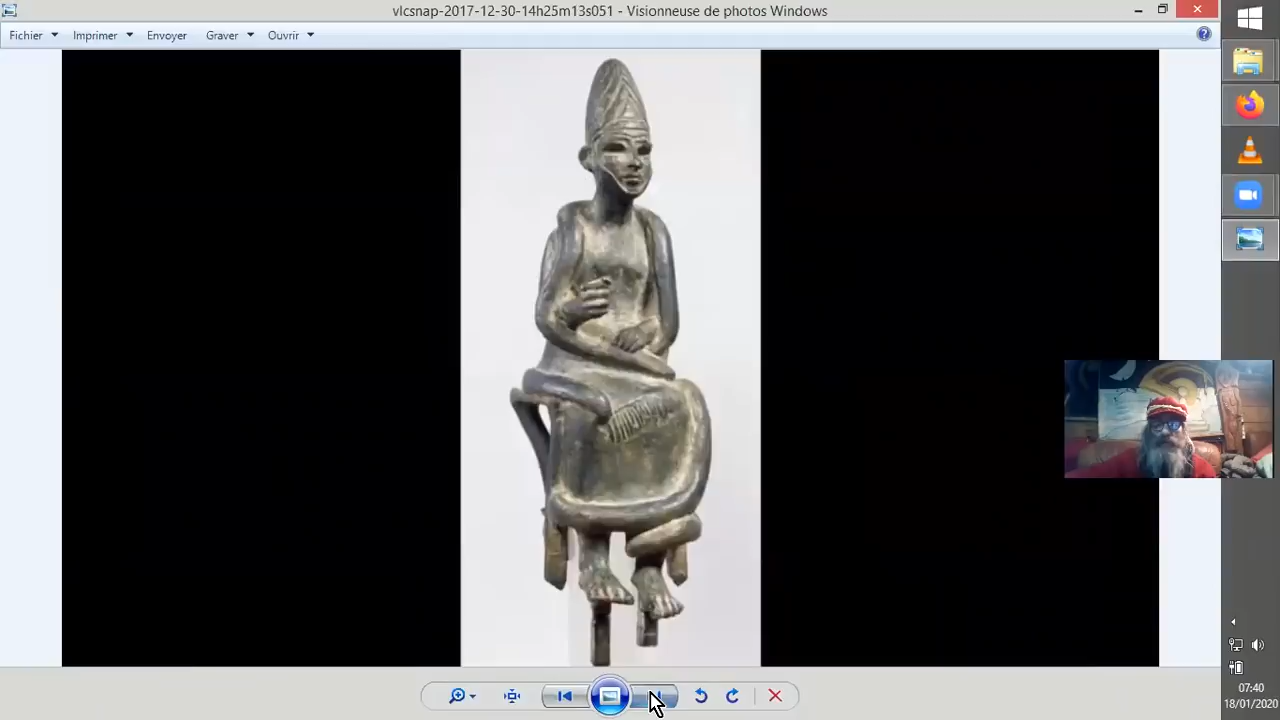 vlcsnap-2017-12-30-14h25m13s051 - Visionneuse de photos Windows
Fichier Imprimer Envoyer Graver Ouvrir
07:40
18/01/2020